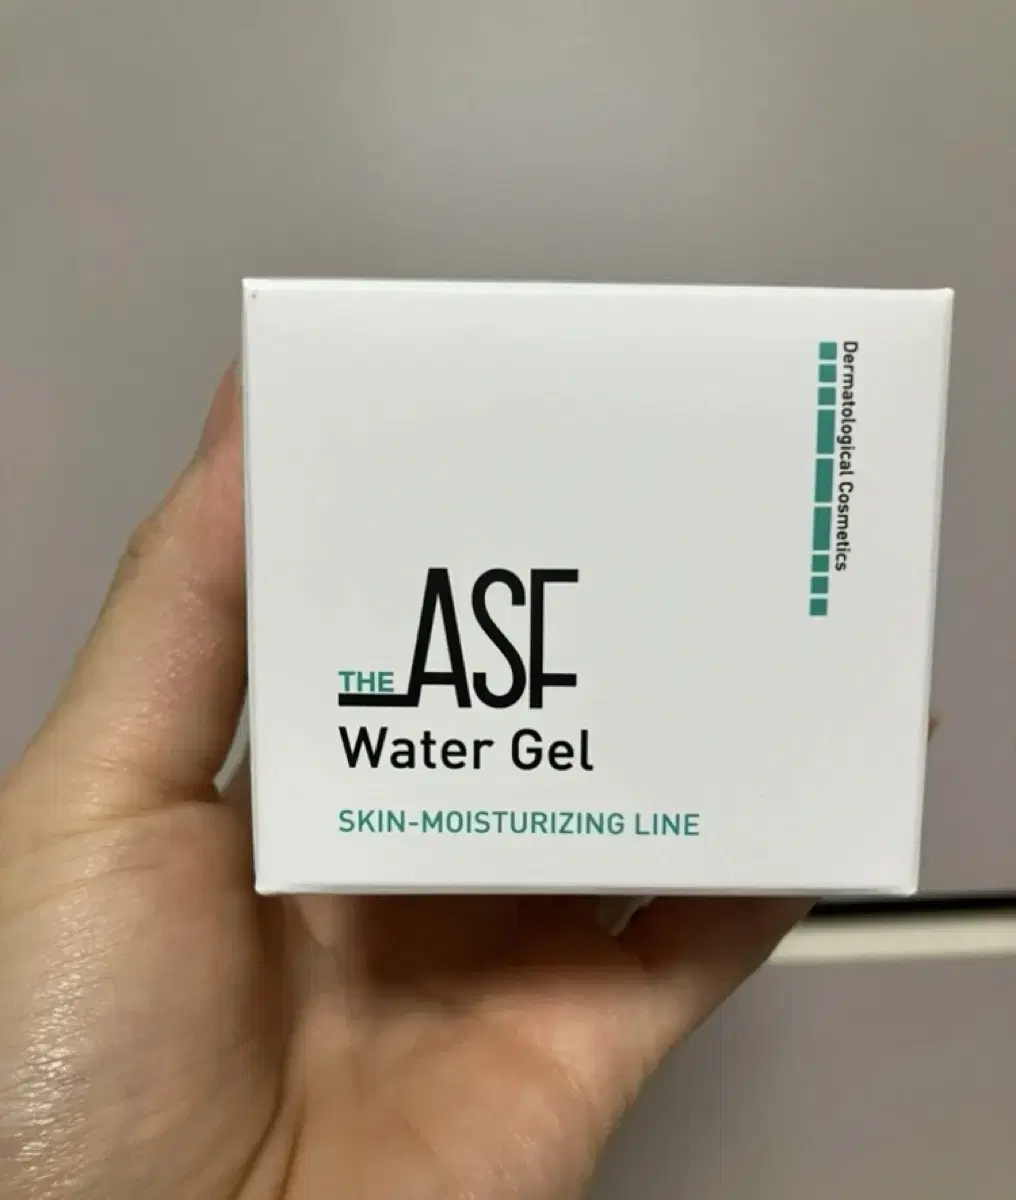 THE ASF
Water Gel
SKIN-MOISTURIZING LINE
Dermatological Cosmetics